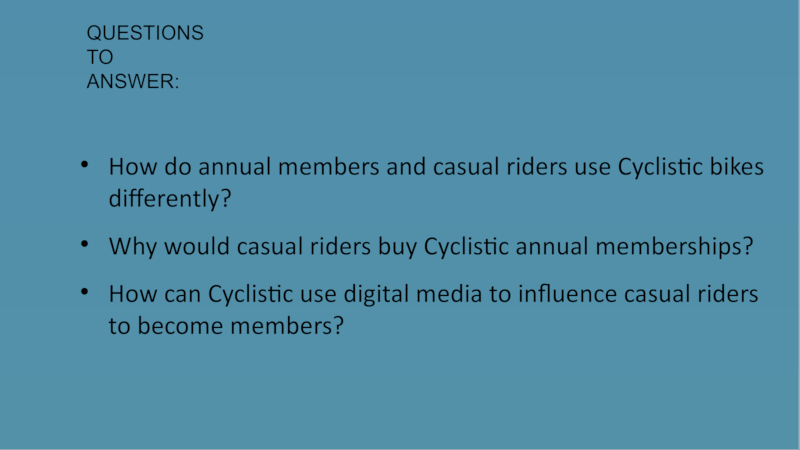 QUESTIONS
TO
ANSWER:
• How do annual members and casual riders use Cyclistic bikes
differently?
• Why would casual riders buy Cyclistic annual memberships?
• How can Cyclistic use digital media to influence casual riders
to become members?